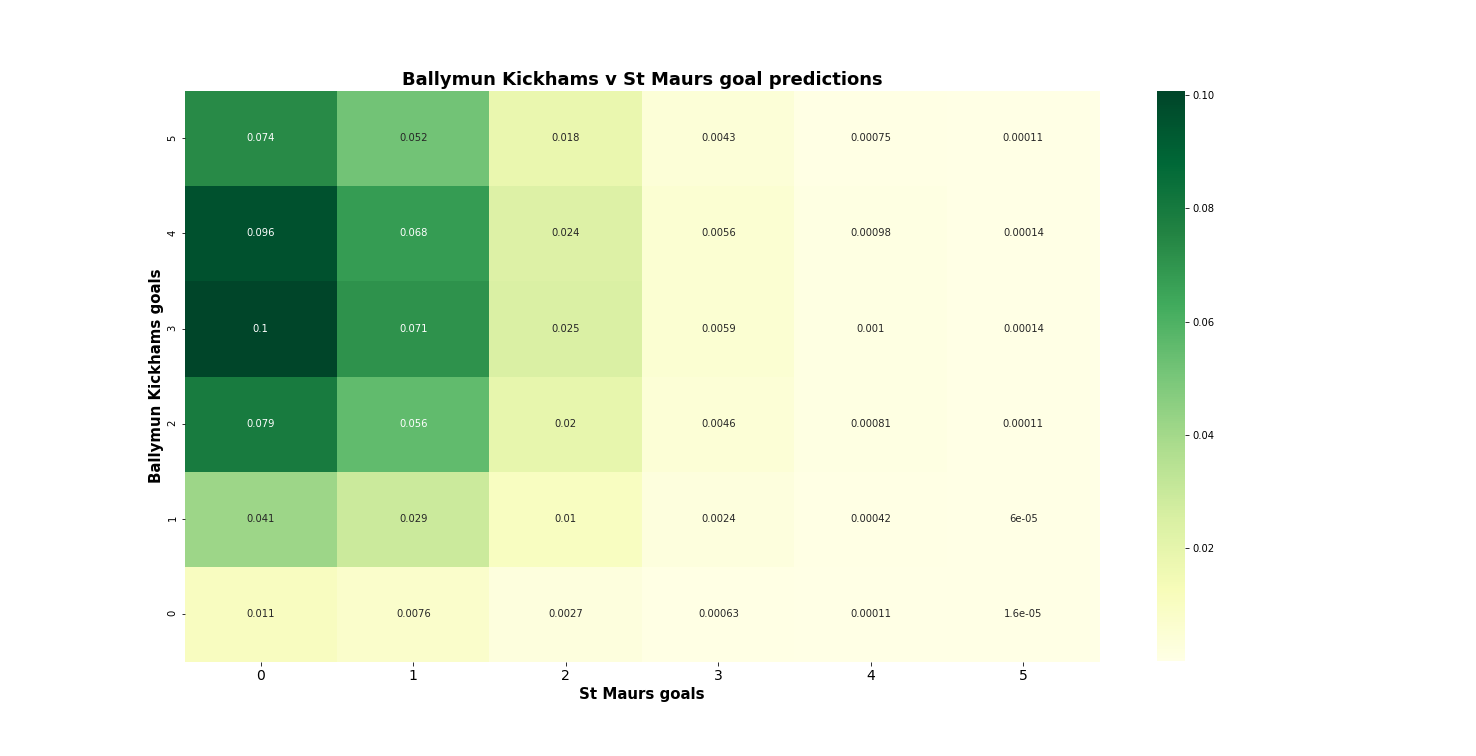 Ballymun Kickhams v St Maurs goal predictions
Ballymun Kickhams goals
5 0.074 0.052 0.018 0.0043 0.00075 0.00011
4 0.096 0.068 0.024 0.0056 0.00098 0.00014
3 0.1 0.071 0.025 0.0059 0.001 0.00014
2 0.079 0.056 0.02 0.0046 0.00081 0.00011
1 0.041 0.029 0.01 0.0024 0.00042 6e-05
0 0.011 0.0076 0.0027 0.00063 0.00011 1.6e-05
0 1 2 3 4 5
St Maurs goals
0.10
0.08
0.06
0.04
0.02